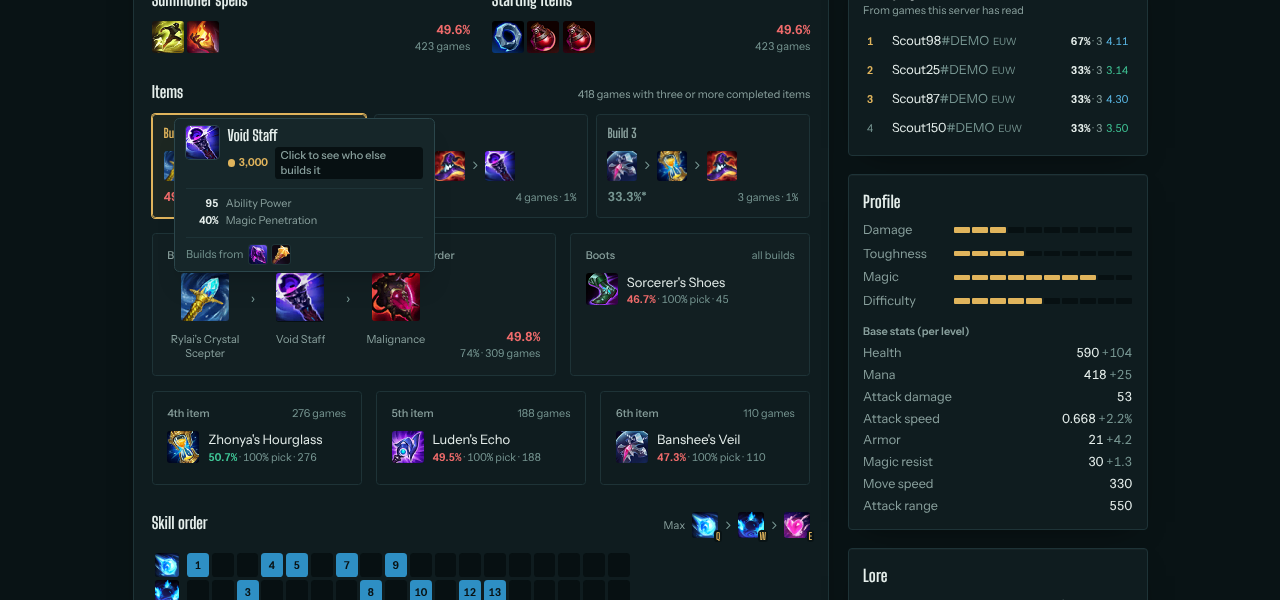 Summoner spells
Starting items
49.6%
423 games
49.6%
423 games
Items
418 games with three or more completed items
Void Staff
3,000
Click to see who else
builds it
95 Ability Power
40% Magic Penetration
Builds from
4 games · 1%
Build 3
33.3%*
3 games · 1%
Rylai's Crystal
Scepter
Void Staff
Malignance
49.8%
74% · 309 games
Boots
all builds
Sorcerer's Shoes
46.7% · 100% pick · 45
4th item
276 games
Zhonya's Hourglass
50.7% · 100% pick · 276
5th item
188 games
Luden's Echo
49.5% · 100% pick · 188
6th item
110 games
Banshee's Veil
47.3% · 100% pick · 110
Skill order
Max
Q
W
E
1 4 5 7 9
3 8 10 12 13
From games this server has read
1 Scout98#DEMO EUW 67% · 3 4.11
2 Scout25#DEMO EUW 33% · 3 3.14
3 Scout87#DEMO EUW 33% · 3 4.30
4 Scout150#DEMO EUW 33% · 3 3.50
Profile
Damage
Toughness
Magic
Difficulty
Base stats (per level)
Health 590 +104
Mana 418 +25
Attack damage 53
Attack speed 0.668 +2.2%
Armor 21 +4.2
Magic resist 30 +1.3
Move speed 330
Attack range 550
Lore